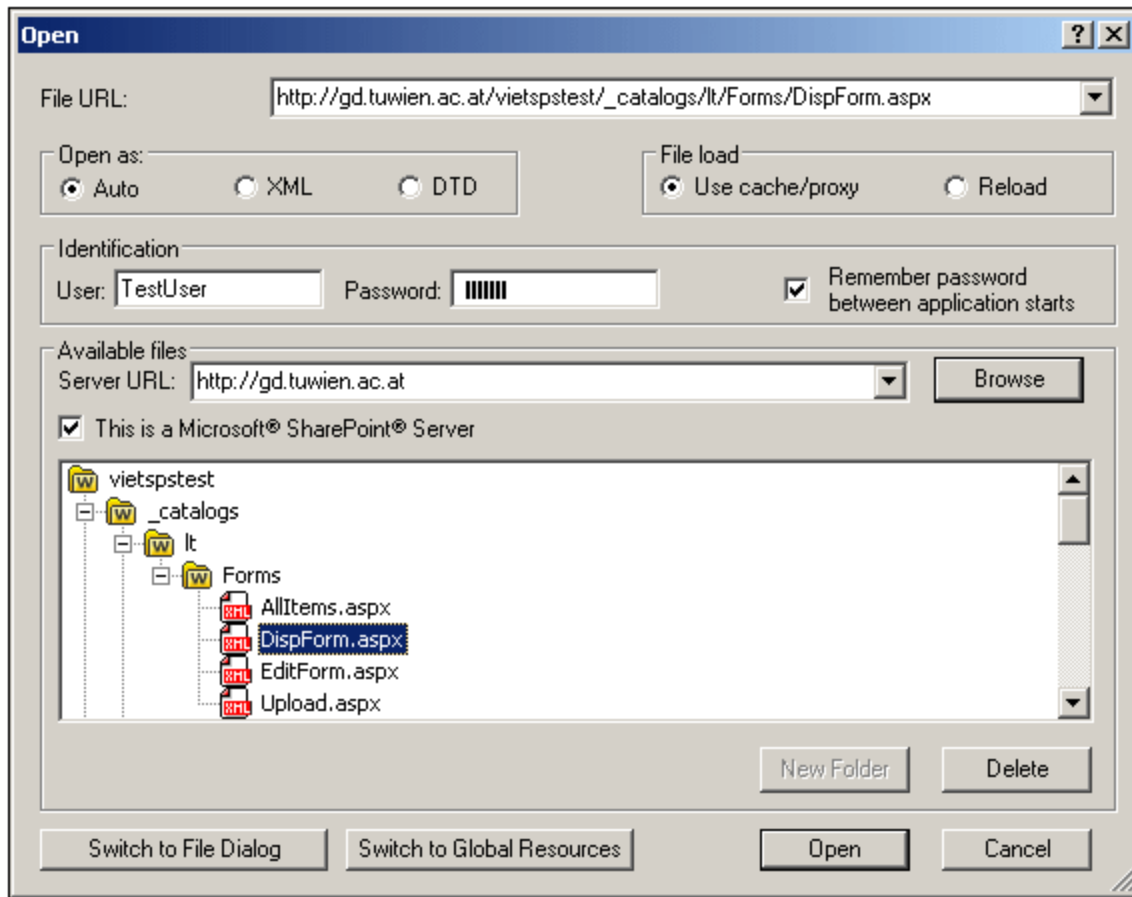 Open
File URL: http://gd.tuwien.ac.at/vietspstest/_catalogs/lt/Forms/DispForm.aspx
Open as: File load
Auto XML DTD Use cache/proxy Reload
Identification
User: TestUser Password: Remember password
between application starts
Available files
Server URL: http://gd.tuwien.ac.at Browse
This is a Microsoft® SharePoint® Server
vietspstest
_catalogs
lt
Forms
AllItems.aspx
DispForm.aspx
EditForm.aspx
Upload.aspx
New Folder Delete
Switch to File Dialog Switch to Global Resources Open Cancel